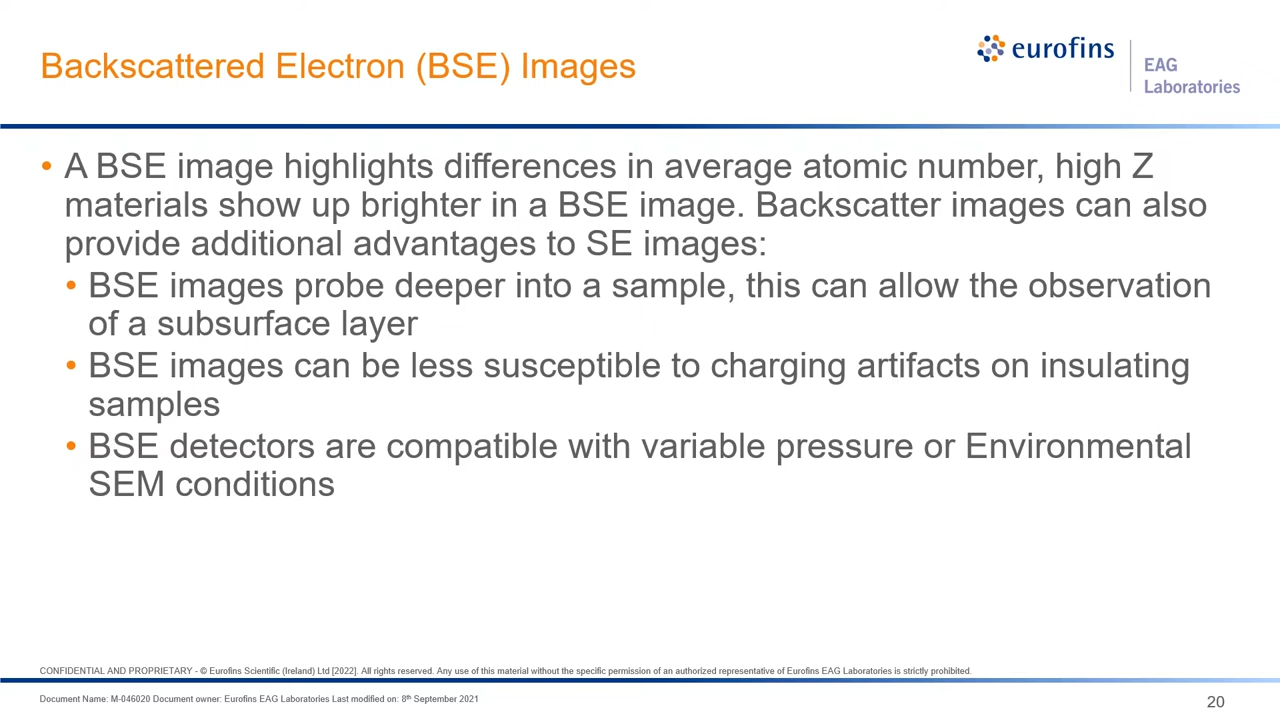 Backscattered Electron (BSE) Images
eurofins
EAG
Laboratories
• A BSE image highlights differences in average atomic number, high Z
materials show up brighter in a BSE image. Backscatter images can also
provide additional advantages to SE images:
• BSE images probe deeper into a sample, this can allow the observation
of a subsurface layer
• BSE images can be less susceptible to charging artifacts on insulating
samples
• BSE detectors are compatible with variable pressure or Environmental
SEM conditions
CONFIDENTIAL AND PROPRIETARY - © Eurofins Scientific (Ireland) Ltd [2022]. All rights reserved. Any use of this material without the specific permission of an authorized representative of Eurofins EAG Laboratories is strictly prohibited.
Document Name: M-046020 Document owner: Eurofins EAG Laboratories Last modified on: 8th September 2021
20